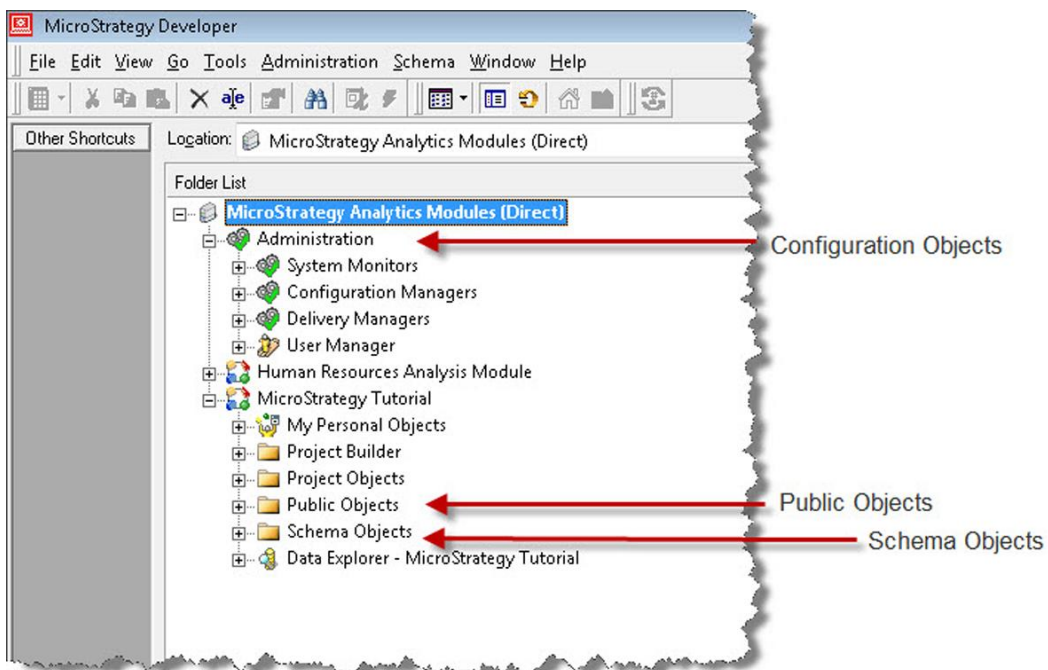 MicroStrategy Developer
File Edit View Go Tools Administration Schema Window Help
a|e
Other Shortcuts
Location: MicroStrategy Analytics Modules (Direct)
Folder List
MicroStrategy Analytics Modules (Direct)
Administration
Configuration Objects
System Monitors
Configuration Managers
Delivery Managers
User Manager
Human Resources Analysis Module
MicroStrategy Tutorial
My Personal Objects
Project Builder
Project Objects
Public Objects
Public Objects
Schema Objects
Schema Objects
Data Explorer - MicroStrategy Tutorial